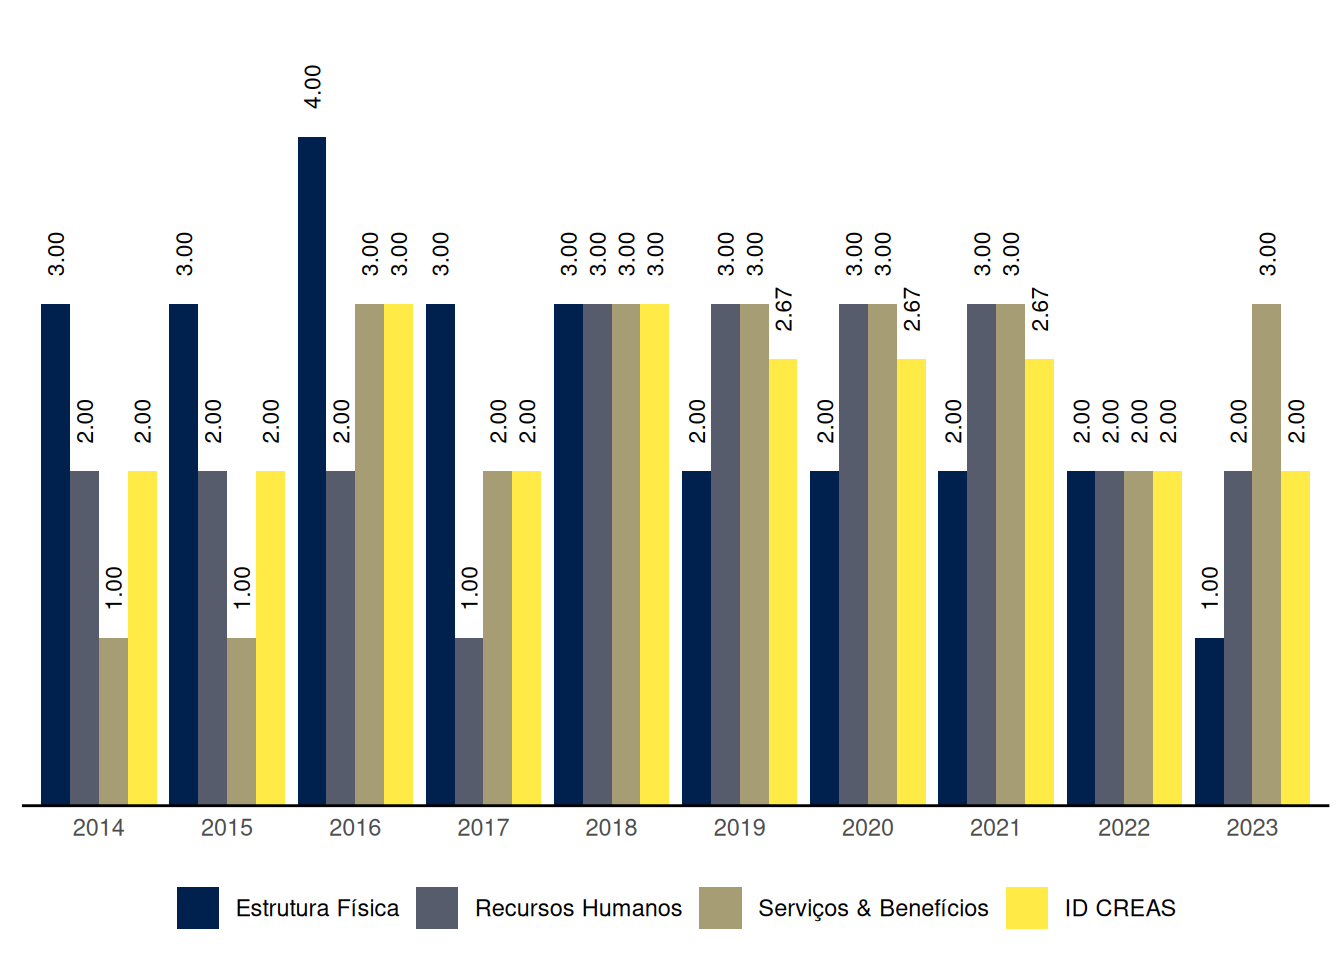 4.00
3.00 3.00 3.00 3.00 3.00 3.00 3.00 3.00 3.00 3.00 3.00 3.00 3.00 3.00 3.00 3.00
2.67 2.67 2.67
2.00 2.00 2.00 2.00 2.00 2.00 2.00 2.00 2.00 2.00 2.00 2.00 2.00 2.00 2.00 2.00
1.00 1.00 1.00 1.00
2014 2015 2016 2017 2018 2019 2020 2021 2022 2023
Estrutura Física Recursos Humanos Serviços & Benefícios ID CREAS